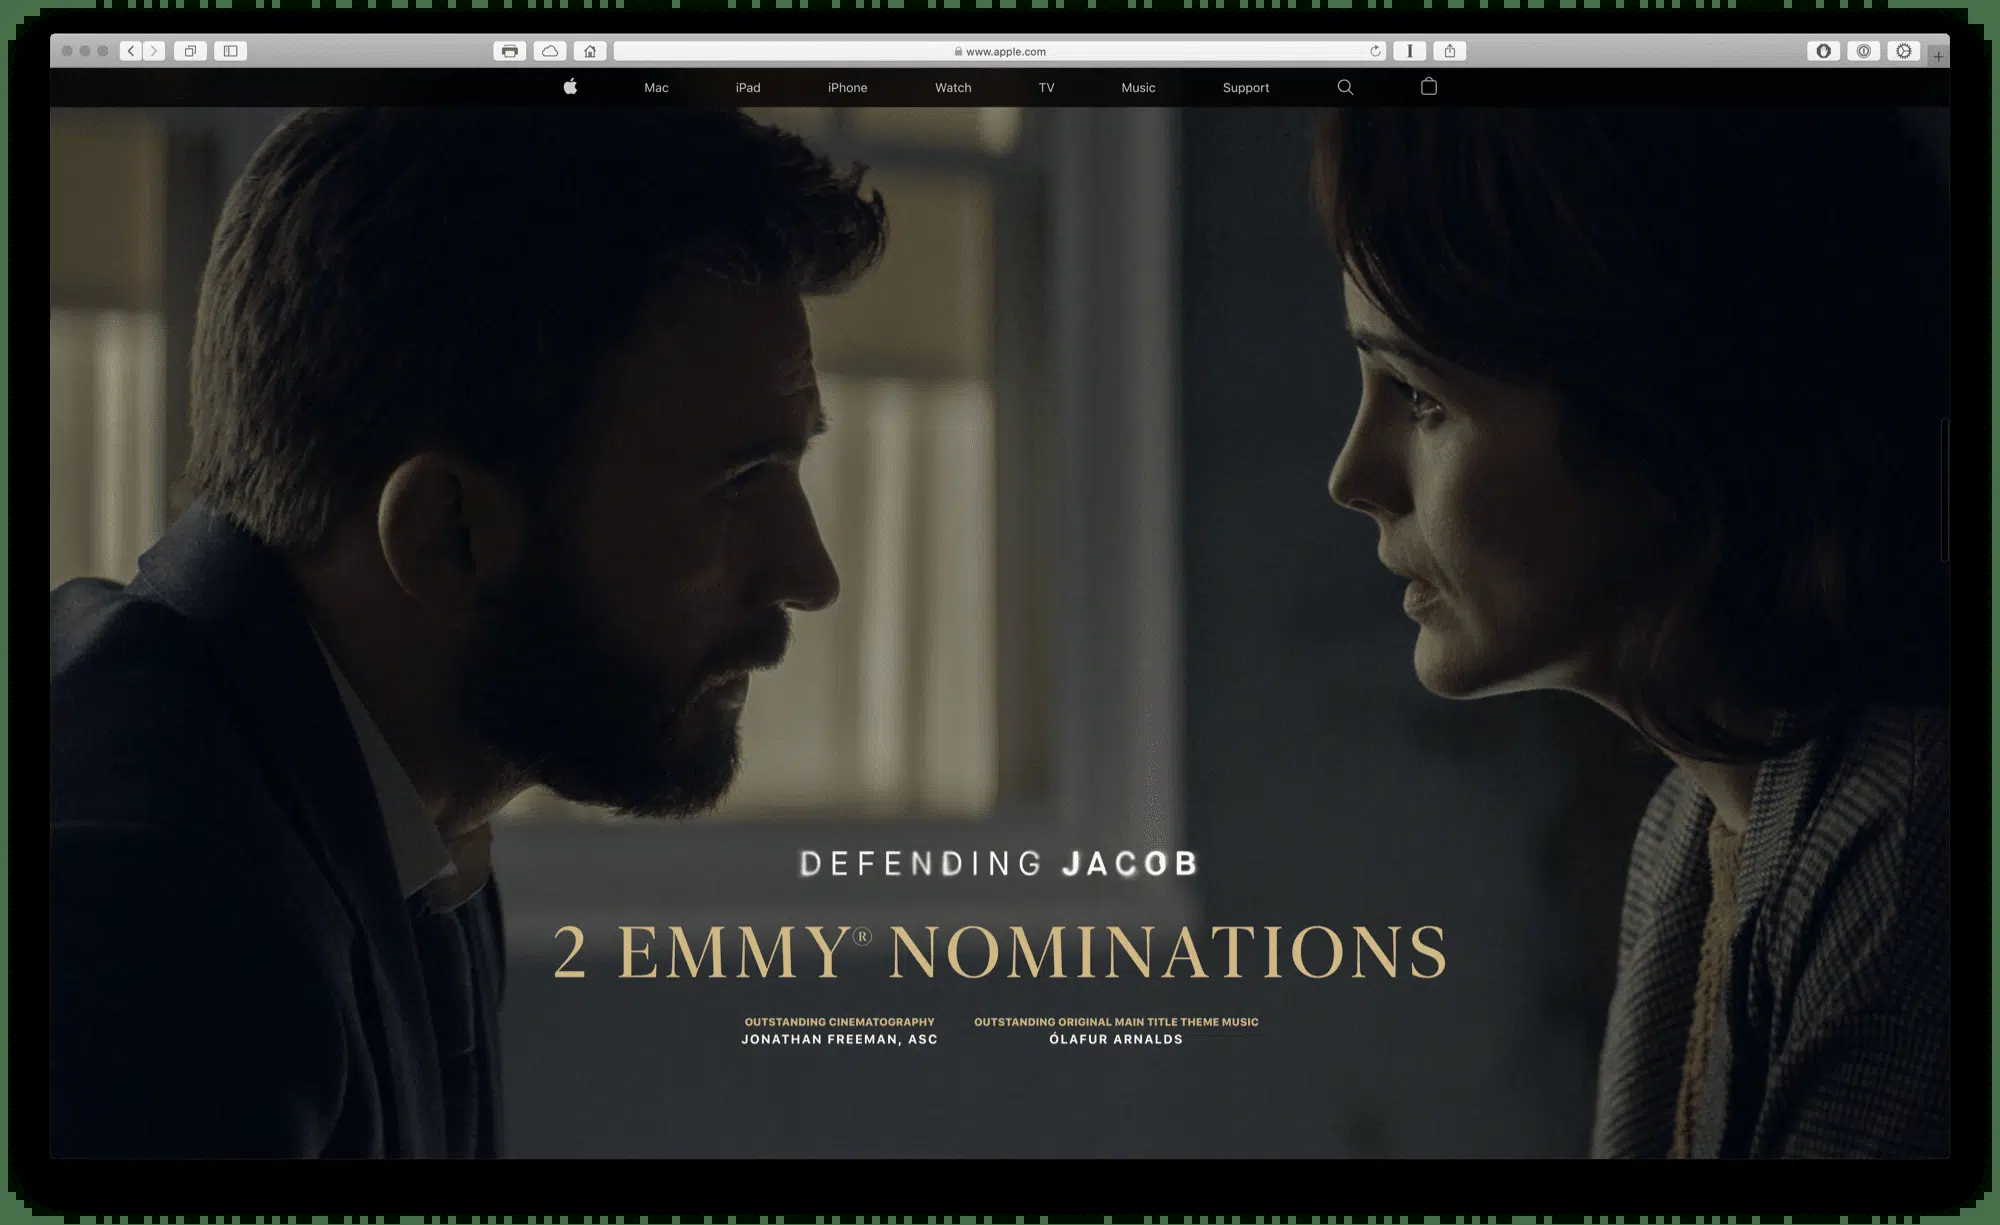 www.apple.com
Mac iPad iPhone Watch TV Music Support
DEFENDING JACOB
2 EMMY® NOMINATIONS
OUTSTANDING CINEMATOGRAPHY
JONATHAN FREEMAN, ASC
OUTSTANDING ORIGINAL MAIN TITLE THEME MUSIC
ÓLAFUR ARNALDS